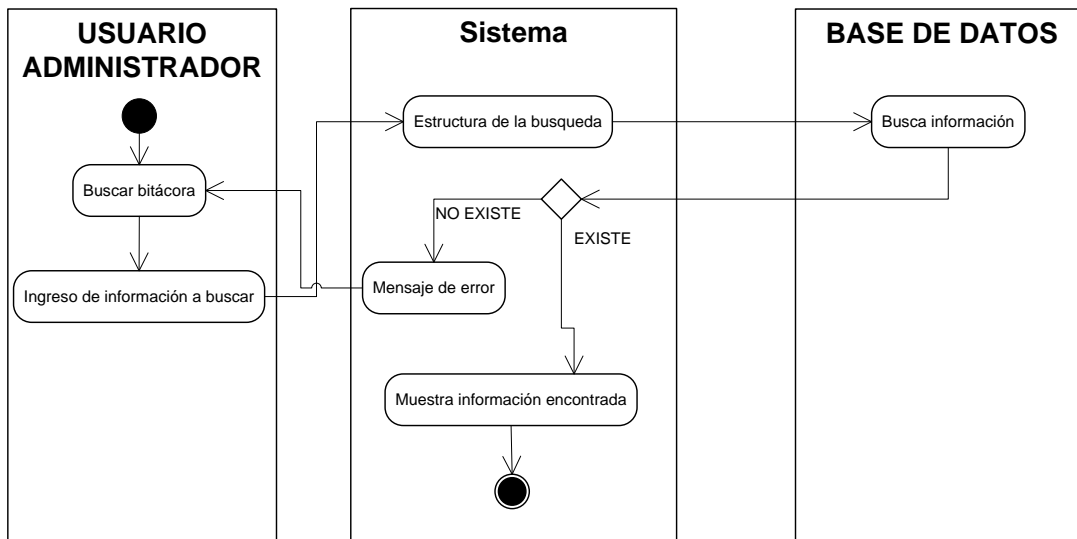 USUARIO
ADMINISTRADOR
Sistema
BASE DE DATOS
Estructura de la busqueda
Busca información
Buscar bitácora
NO EXISTE
EXISTE
Ingreso de información a buscar
Mensaje de error
Muestra información encontrada